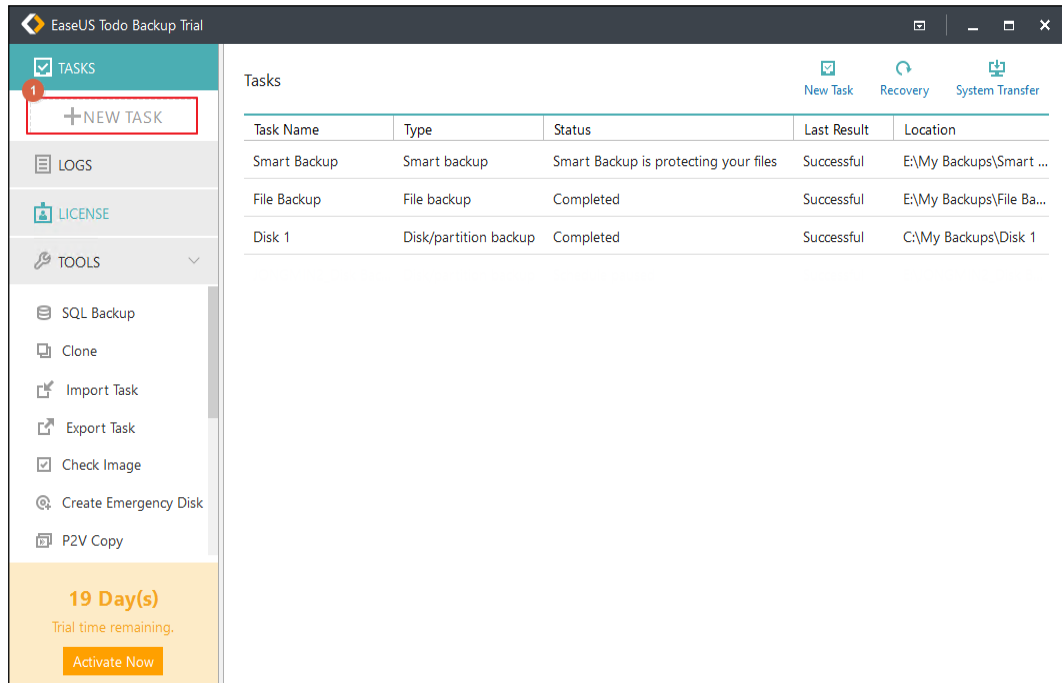 EaseUS Todo Backup Trial
TASKS
1
NEW TASK
LOGS
LICENSE
TOOLS
SQL Backup
Clone
Import Task
Export Task
Check Image
Create Emergency Disk
P2V Copy
19 Day(s)
Trial time remaining.
Activate Now
Tasks
New Task Recovery System Transfer
Task Name Type Status Last Result Location
Smart Backup Smart backup Smart Backup is protecting your files Successful E:\My Backups\Smart ...
File Backup File backup Completed Successful E:\My Backups\File Ba...
Disk 1 Disk/partition backup Completed Successful C:\My Backups\Disk 1